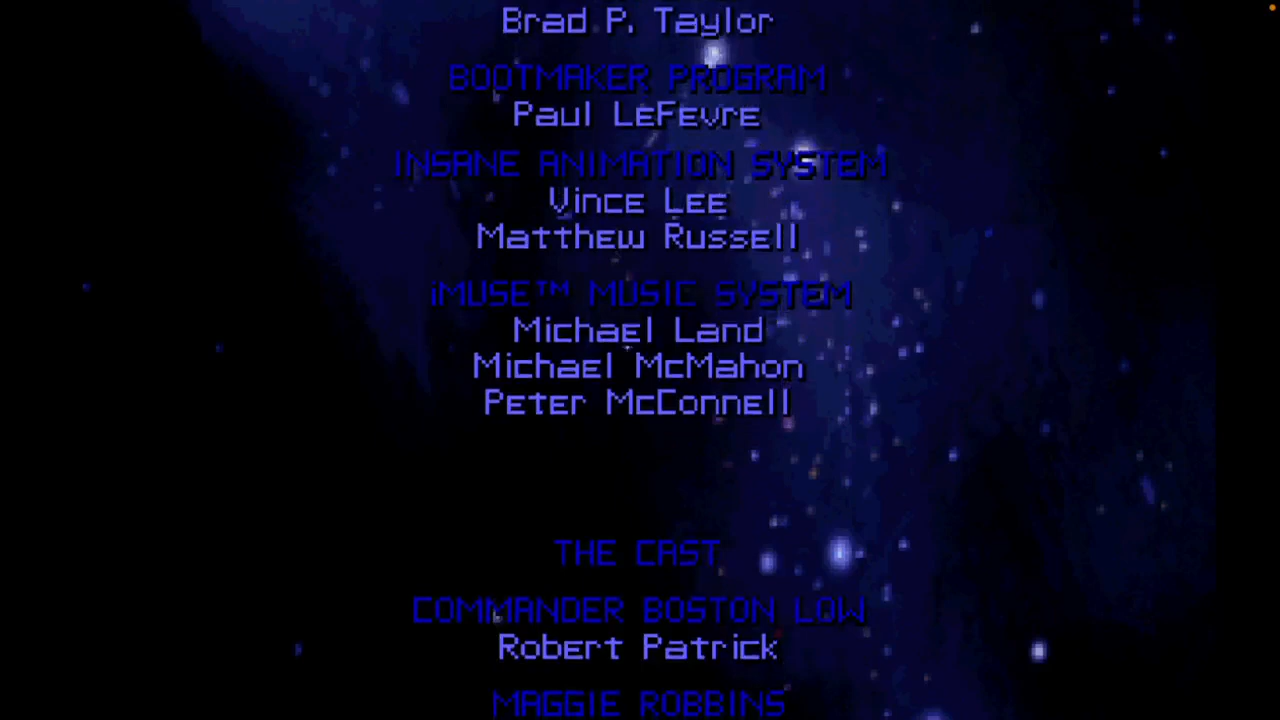 Brad P. Taylor
BOOTMAKER PROGRAM
Paul LeFevre
INSANE ANIMATION SYSTEM
Vince Lee
Matthew Russell
iMUSE™ MUSIC SYSTEM
Michael Land
Michael McMahon
Peter McConnell
THE CAST
COMMANDER BOSTON LOW
Robert Patrick
MAGGIE ROBBINS